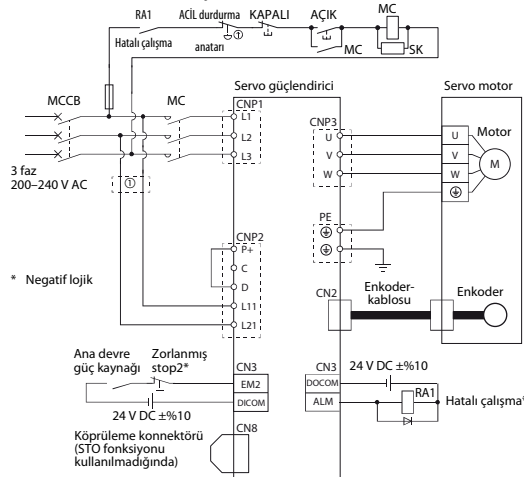 RA1
ACİL durdurma
KAPALI
AÇIK
MC
①
Hatalı çalışma
anatarı
MC
SK
MCCB
MC
Servo güçlendirici
Servo motor
CNP1
L1
L2
L3
CNP3
U
V
W
U
V
W
Motor
M
3 faz
200–240 V AC
①
PE
CNP2
P+
C
D
L11
L21
* Negatif lojik
CN2
Enkoder-
kablosu
Enkoder
Ana devre
güç kaynağı
Zorlanmış
stop2*
CN3
EM2
DICOM
24 V DC ±%10
CN3
DOCOM
ALM
24 V DC ±%10
RA1
Hatalı çalışma*
CN8
Köprüleme konnektörü
(STO fonksiyonu
kullanılmadığında)